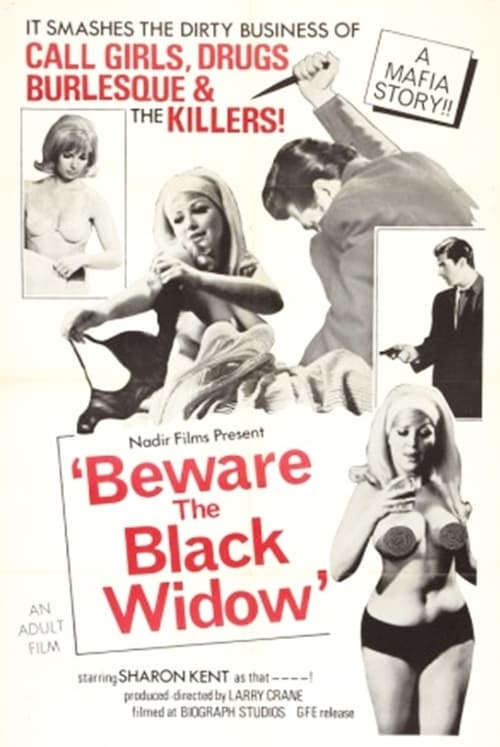 IT SMASHES THE DIRTY BUSINESS OF
CALL GIRLS, DRUGS
BURLESQUE &
THE KILLERS!
A
MAFIA
STORY!!
Nadir Films Present
'Beware
The
Black
Widow'
AN
ADULT
FILM
starring SHARON KENT as that ----!
produced-directed by LARRY CRANE
filmed at BIOGRAPH STUDIOS GFE release